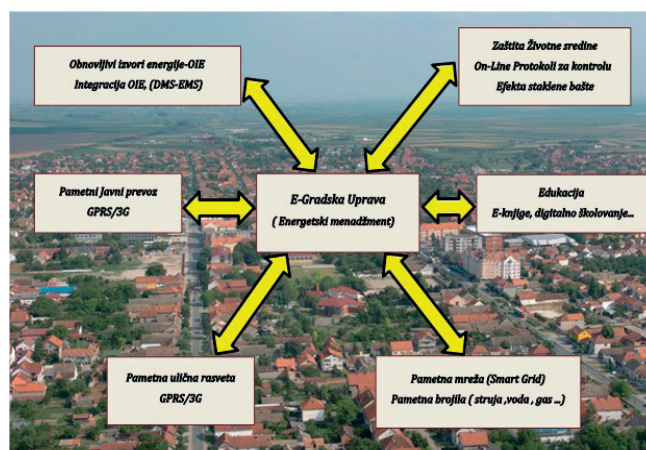 Obnovljivi izvori energije-OIE
Integracija OIE, (DMS-EMS)
Zaštita Životne sredine
On-Line Protokoli za kontrolu
Efekta staklene bašte
Pametni Javni prevoz
GPRS/3G
E-Gradska Uprava
( Energetski menadžment)
Edukacija
E-knjige, digitalno školovanje...
Pametna ulična rasveta
GPRS/3G
Pametna mreža (Smart Grid)
Pametna brojila ( struja ,voda , gas ...)